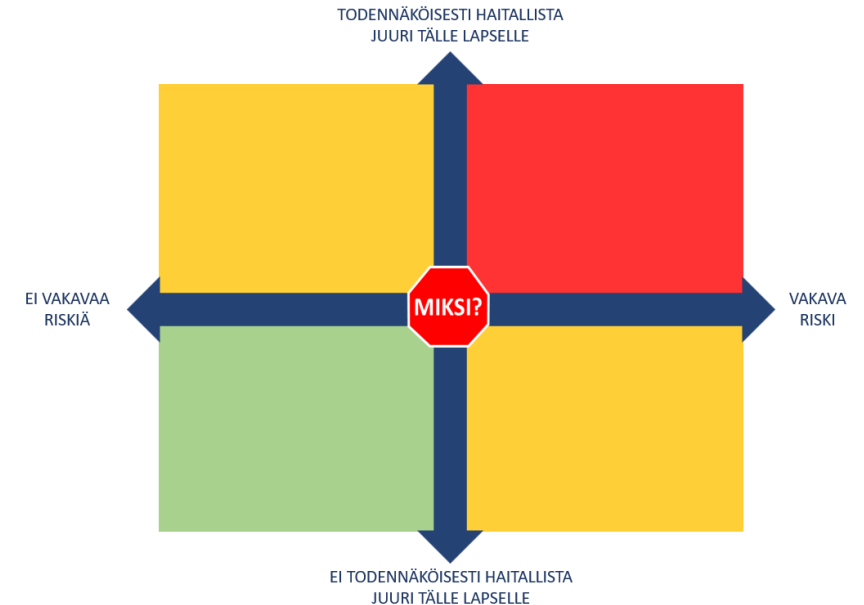 TODENNÄKÖISESTI HAITALLISTA
JUURI TÄLLE LAPSELLE
EI VAKAVAA
RISKIÄ
MIKSI?
VAKAVA
RISKI
EI TODENNÄKÖISESTI HAITALLISTA
JUURI TÄLLE LAPSELLE